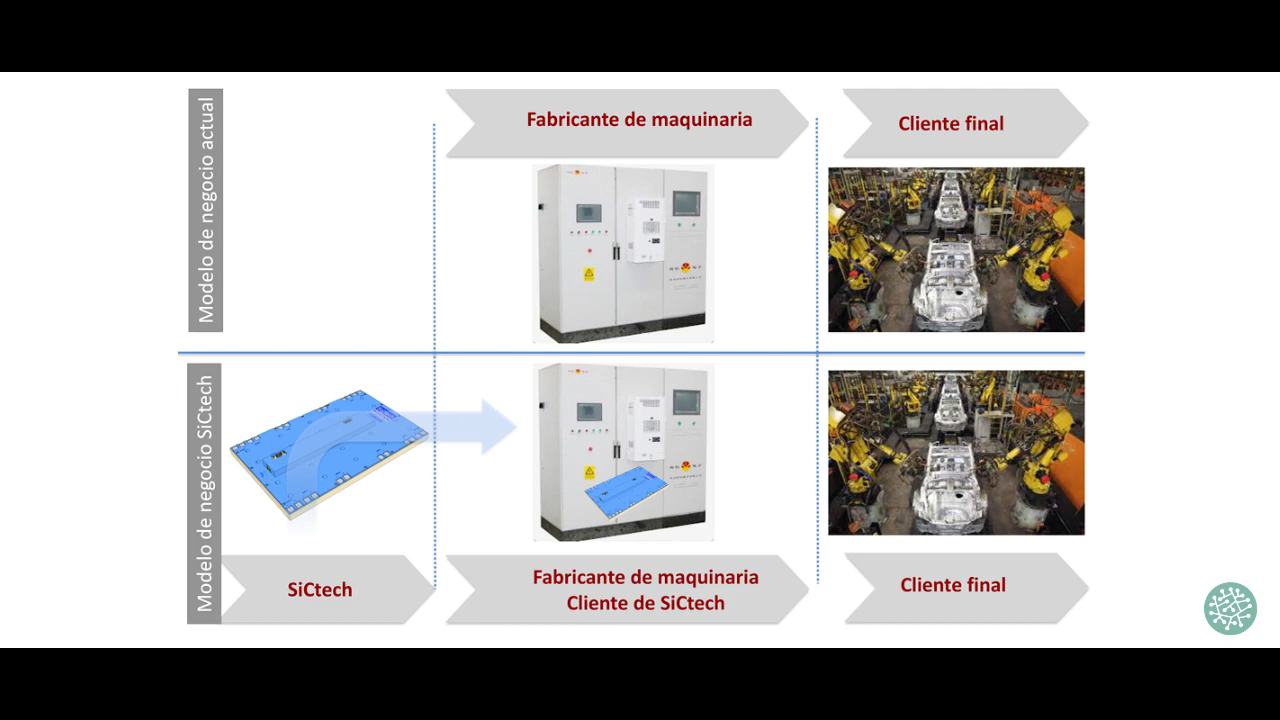 Modelo de negocio actual
Fabricante de maquinaria
Cliente final
Modelo de negocio SiCtech
SiCtech
Fabricante de maquinaria
Cliente de SiCtech
Cliente final